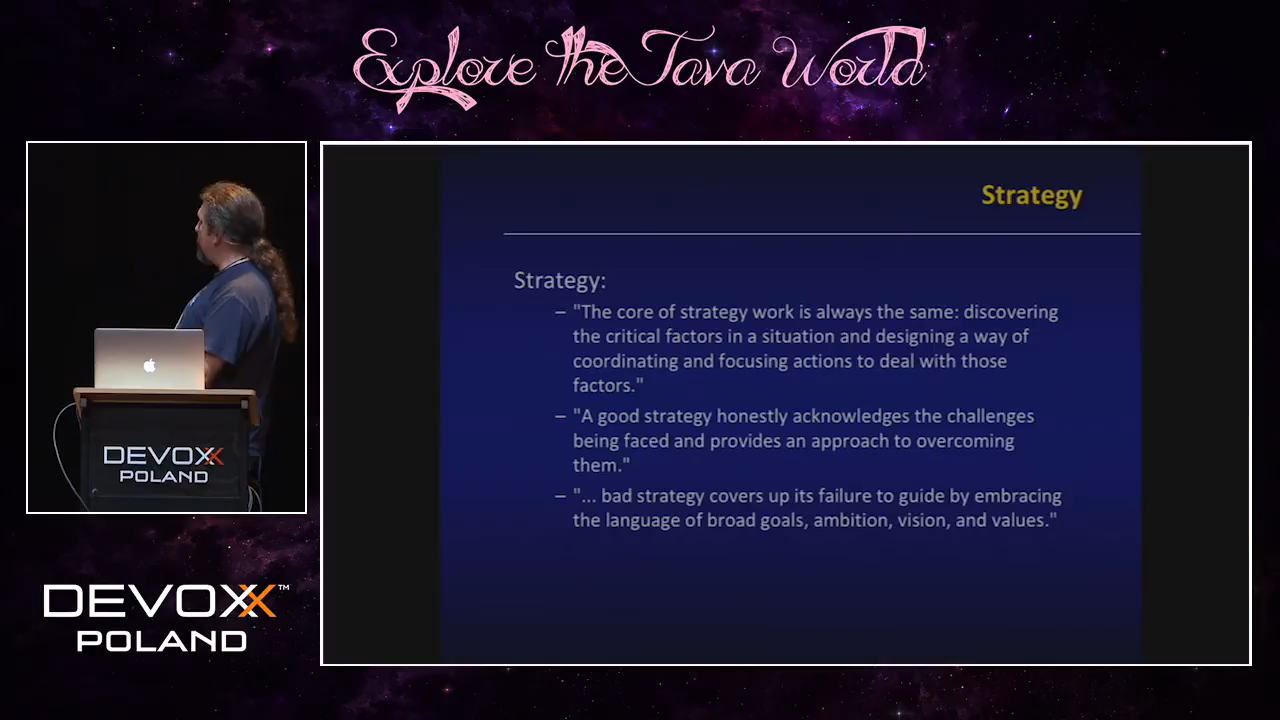 Explore the Java World
Strategy
Strategy:
– "The core of strategy work is always the same: discovering
the critical factors in a situation and designing a way of
coordinating and focusing actions to deal with those
factors."
– "A good strategy honestly acknowledges the challenges
being faced and provides an approach to overcoming
them."
– "... bad strategy covers up its failure to guide by embracing
the language of broad goals, ambition, vision, and values."
DEVOXX
POLAND
DEVOXX™
POLAND